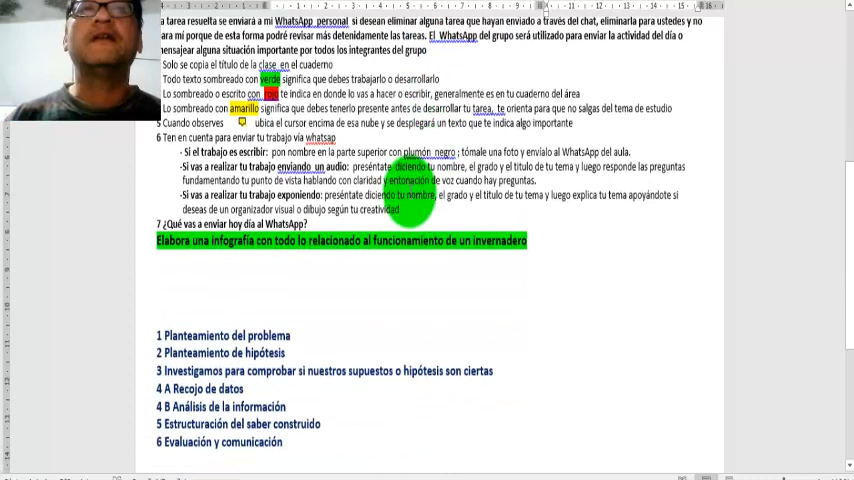 a tarea resuelta se enviará a mi WhatsApp personal si desean eliminar alguna tarea que hayan enviado a través del chat, eliminarla para ustedes y no
ara mí porque de esta forma podré revisar más detenidamente las tareas. El WhatsApp del grupo será utilizado para enviar la actividad del día o
mensajear alguna situación importante por todos los integrantes del grupo
Solo se copia el título de la clase en el cuaderno
Todo texto sombreado con verde significa que debes trabajarlo o desarrollarlo
Lo sombreado o escrito con rojo te indica en donde lo vas a hacer o escribir, generalmente es en tu cuaderno del área
Lo sombreado con amarillo significa que debes tenerlo presente antes de desarrollar tu tarea, te orienta para que no salgas del tema de estudio
5 Cuando observes ubica el cursor encima de esa nube y se desplegará un texto que te indica algo importante
6 Ten en cuenta para enviar tu trabajo vía whatsap
- Si el trabajo es escribir: pon nombre en la parte superior con plumón negro ; tómale una foto y envíalo al WhatsApp del aula.
-Si vas a realizar tu trabajo enviando un audio: preséntate diciendo tu nombre, el grado y el título de tu tema y luego responde las preguntas
fundamentando tu punto de vista hablando con claridad y entonación de voz cuando hay preguntas.
-Si vas a realizar tu trabajo exponiendo: preséntate diciendo tu nombre, el grado y el título de tu tema y luego explica tu tema apoyándote si
deseas de un organizador visual o dibujo según tu creatividad
7 ¿Qué vas a enviar hoy día al WhatsApp?
Elabora una infografía con todo lo relacionado al funcionamiento de un invernadero
1 Planteamiento del problema
2 Planteamiento de hipótesis
3 Investigamos para comprobar si nuestros supuestos o hipótesis son ciertas
4 A Recojo de datos
4 B Análisis de la información
5 Estructuración del saber construido
6 Evaluación y comunicación